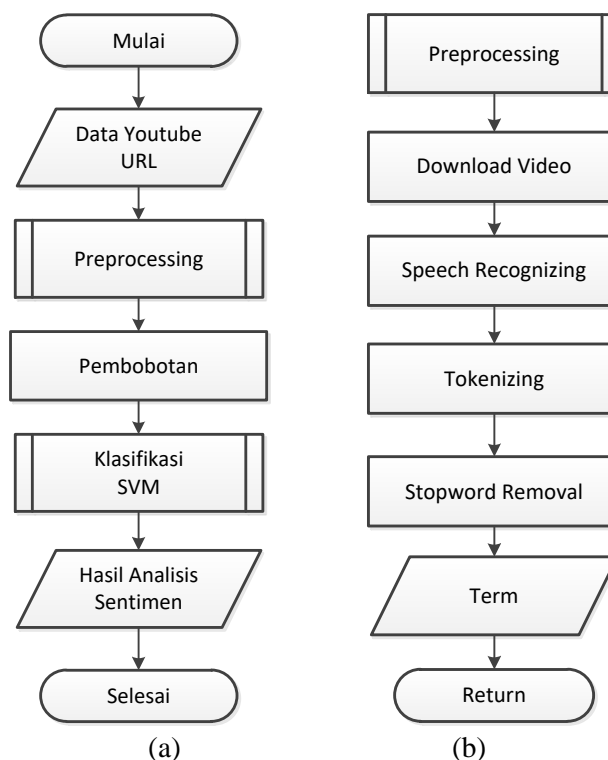 Mulai
Data Youtube
URL
Preprocessing
Pembobotan
Klasifikasi
SVM
Hasil Analisis
Sentimen
Selesai
(a)
Preprocessing
Download Video
Speech Recognizing
Tokenizing
Stopword Removal
Term
Return
(b)